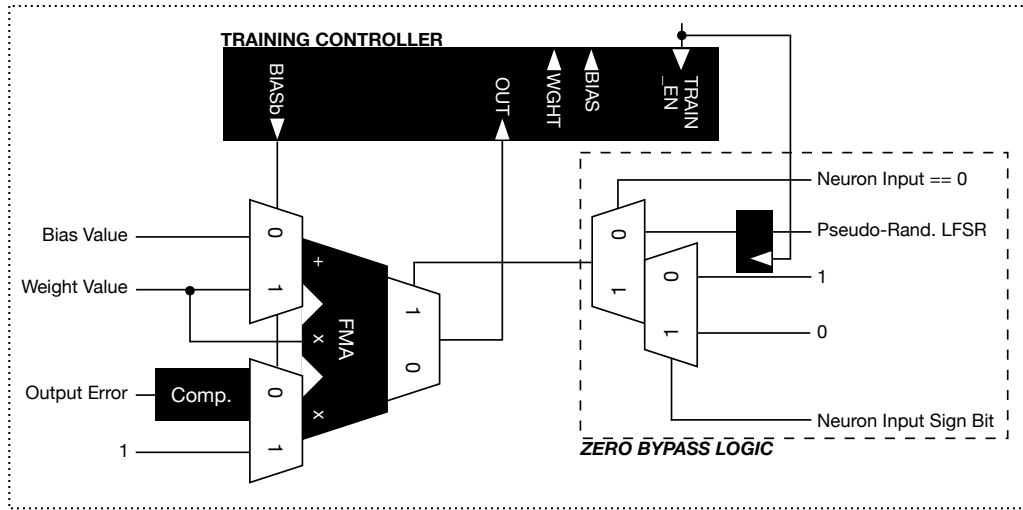 TRAINING CONTROLLER
BIASb
OUT
WGHT
BIAS
TRAIN
_EN
Neuron Input == 0
Pseudo-Rand. LFSR
1
0
Neuron Input Sign Bit
0
1
0
1
ZERO BYPASS LOGIC
Bias Value
Weight Value
Output Error
1
Comp.
0
1
0
1
+
x
x
FMA
1
0